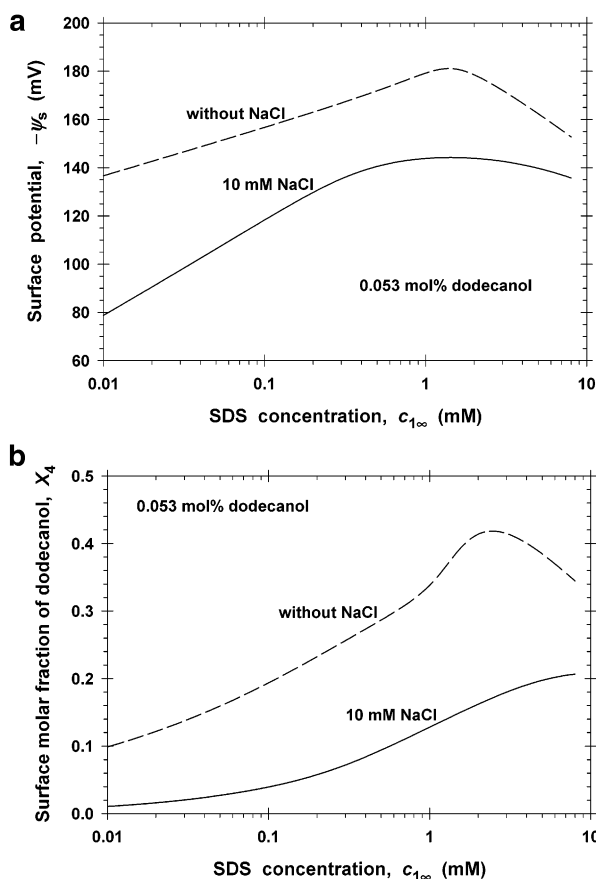 a
200
180
160
140
120
100
80
60
Surface potential, −ψs (mV)
without NaCl
10 mM NaCl
0.053 mol% dodecanol
0.01
0.1
1
10
SDS concentration, c1∞ (mM)
b
0.5
0.4
0.3
0.2
0.1
0.0
Surface molar fraction of dodecanol, X4
0.053 mol% dodecanol
without NaCl
10 mM NaCl
0.01
0.1
1
10
SDS concentration, c1∞ (mM)